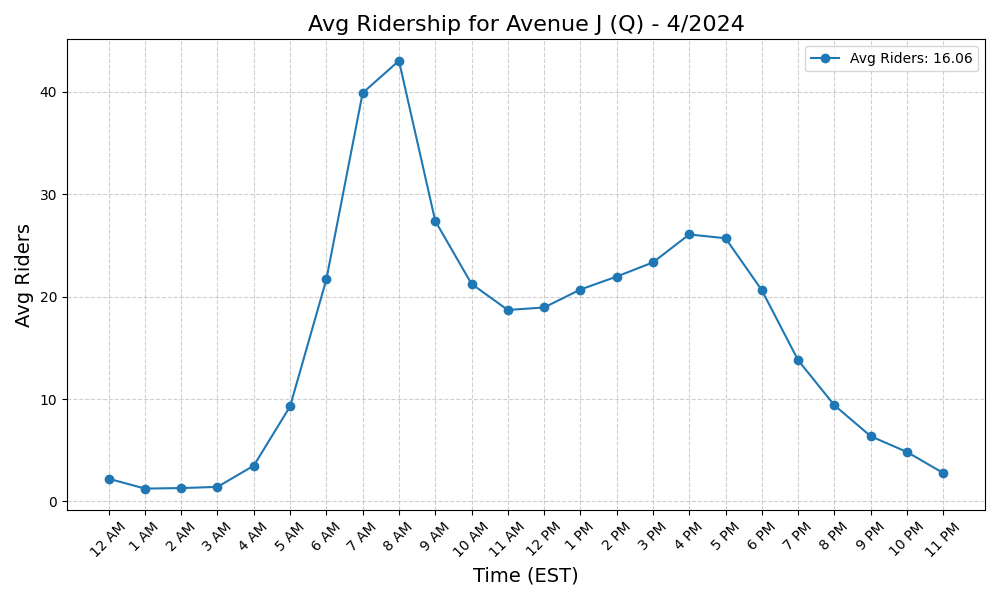 Avg Ridership for Avenue J (Q) - 4/2024
Avg Riders: 16.06
Avg Riders
40
30
20
10
0
12 AM
1 AM
2 AM
3 AM
4 AM
5 AM
6 AM
7 AM
8 AM
9 AM
10 AM
11 AM
12 PM
1 PM
2 PM
3 PM
4 PM
5 PM
6 PM
7 PM
8 PM
9 PM
10 PM
11 PM
Time (EST)